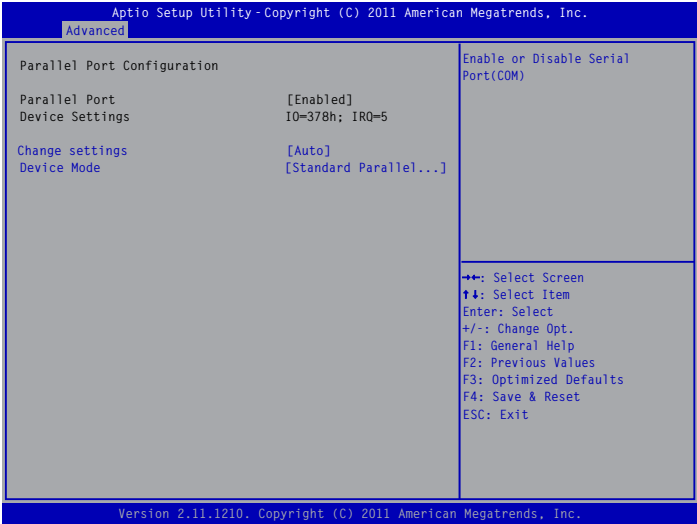 Aptio Setup Utility - Copyright (C) 2011 American Megatrends, Inc.
Advanced
Parallel Port Configuration
Parallel Port [Enabled]
Device Settings IO=378h; IRQ=5
Change settings [Auto]
Device Mode [Standard Parallel...]
Enable or Disable Serial
Port(COM)
→←: Select Screen
↑↓: Select Item
Enter: Select
+/-: Change Opt.
F1: General Help
F2: Previous Values
F3: Optimized Defaults
F4: Save & Reset
ESC: Exit
Version 2.11.1210. Copyright (C) 2011 American Megatrends, Inc.